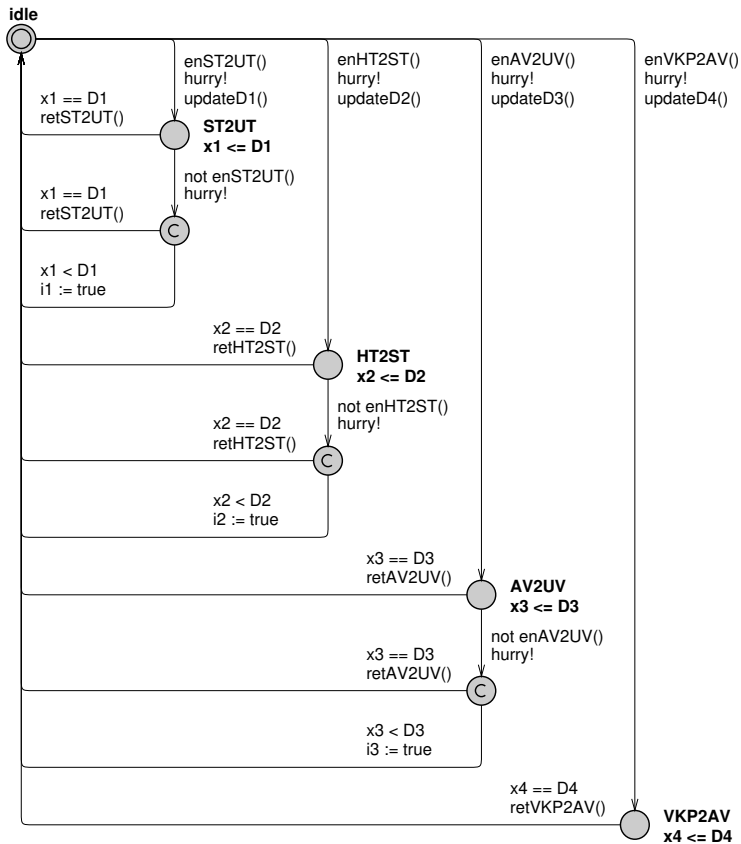 idle
enST2UT()
hurry!
updateD1()
enHT2ST()
hurry!
updateD2()
enAV2UV()
hurry!
updateD3()
enVKP2AV()
hurry!
updateD4()
x1 == D1
retST2UT()
ST2UT
x1 <= D1
not enST2UT()
hurry!
x1 == D1
retST2UT()
C
x1 < D1
i1 := true
x2 == D2
retHT2ST()
HT2ST
x2 <= D2
not enHT2ST()
hurry!
x2 == D2
retHT2ST()
C
x2 < D2
i2 := true
x3 == D3
retAV2UV()
AV2UV
x3 <= D3
not enAV2UV()
hurry!
x3 == D3
retAV2UV()
C
x3 < D3
i3 := true
x4 == D4
retVKP2AV()
VKP2AV
x4 <= D4